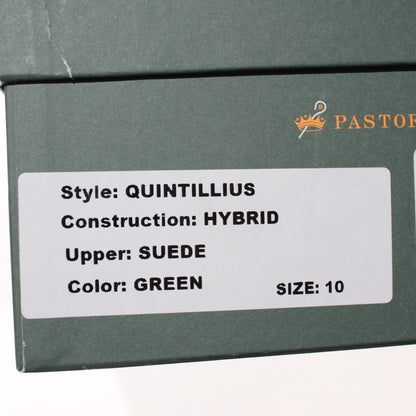 PASTOR
Style: QUINTILLIUS
Construction: HYBRID
Upper: SUEDE
Color: GREEN SIZE: 10